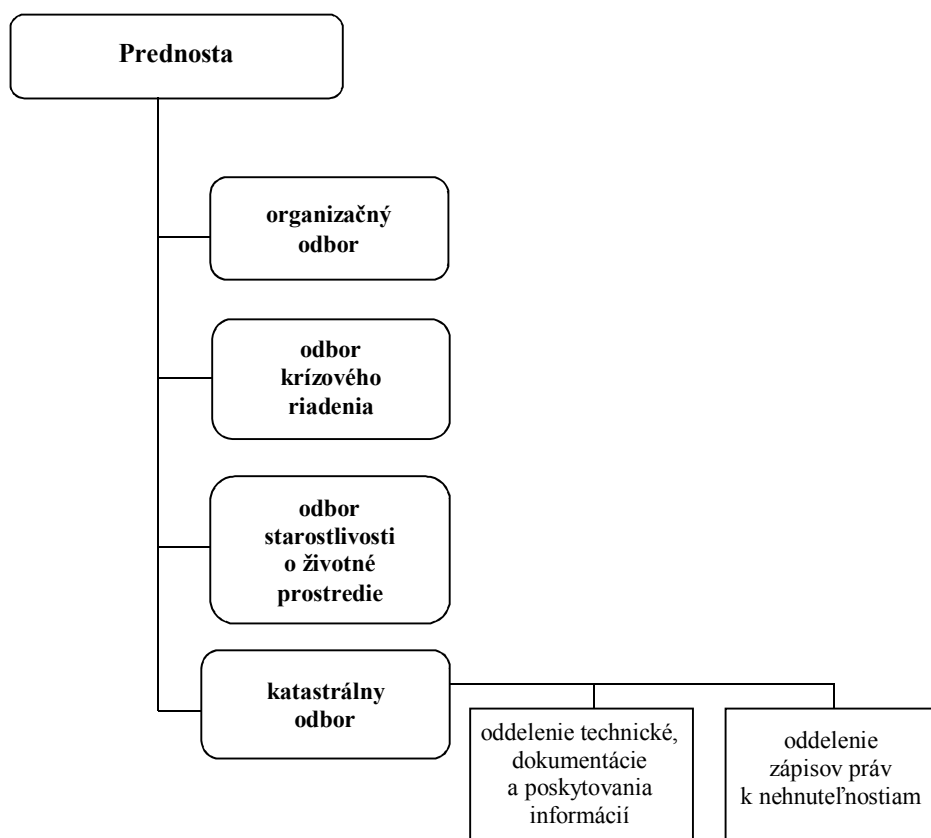 Prednosta
organizačný
odbor
odbor
krízového
riadenia
odbor
starostlivosti
o životné
prostredie
katastrálny
odbor
oddelenie technické,
dokumentácie
a poskytovania
informácií
oddelenie
zápisov práv
k nehnuteľnostiam